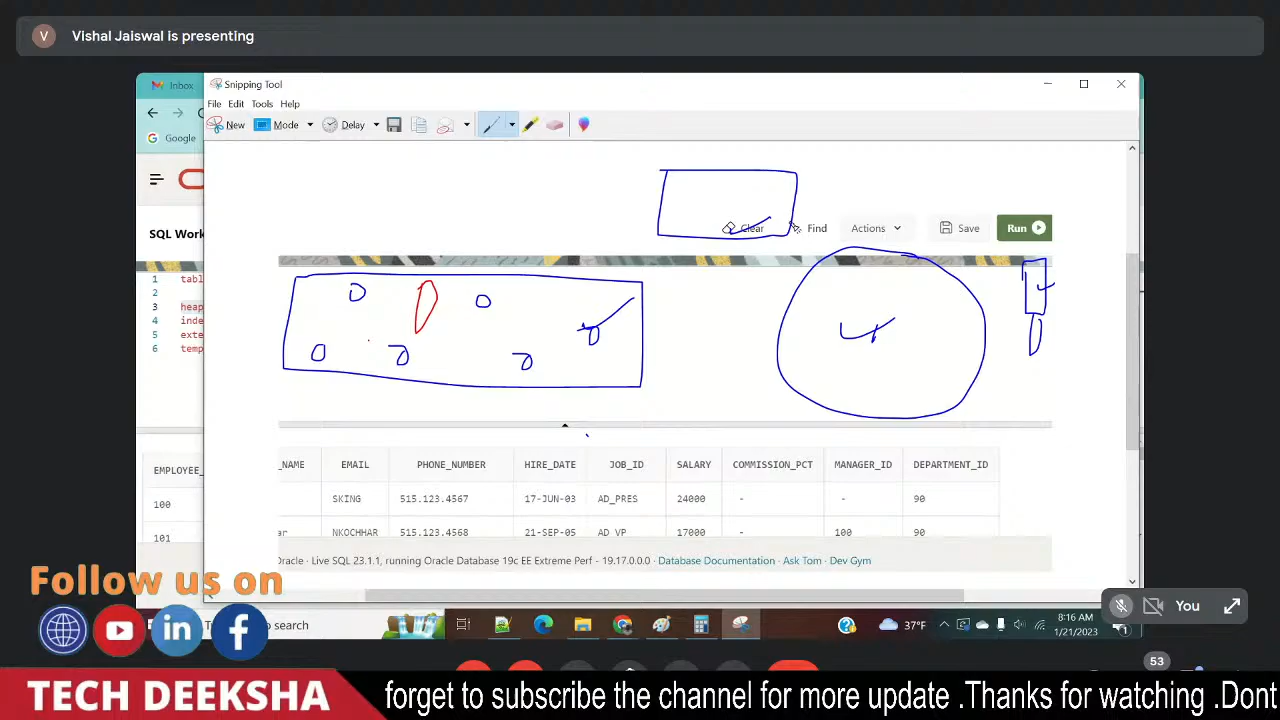 V Vishal Jaiswal is presenting
Inbox
Snipping Tool
File Edit Tools Help
Google
New Mode Delay
SQL Work
Clear Find Actions Save Run
1 tabl
2
3 heap
4 inde
5 exte
6 temp
EMPLOYEE_ _NAME EMAIL PHONE_NUMBER HIRE_DATE JOB_ID SALARY COMMISSION_PCT MANAGER_ID DEPARTMENT_ID
100 SKING 515.123.4567 17-JUN-03 AD_PRES 24000 - - 90
101 ar NKOCHHAR 515.123.4568 21-SEP-05 AD_VP 17000 - 100 90
Oracle · Live SQL 23.1.1, running Oracle Database 19c EE Extreme Perf - 19.17.0.0.0 · Database Documentation · Ask Tom · Dev Gym
Follow us on
You
o search
37°F
8:16 AM
1/21/2023
1
53
TECH DEEKSHA
forget to subscribe the channel for more update .Thanks for watching .Dont